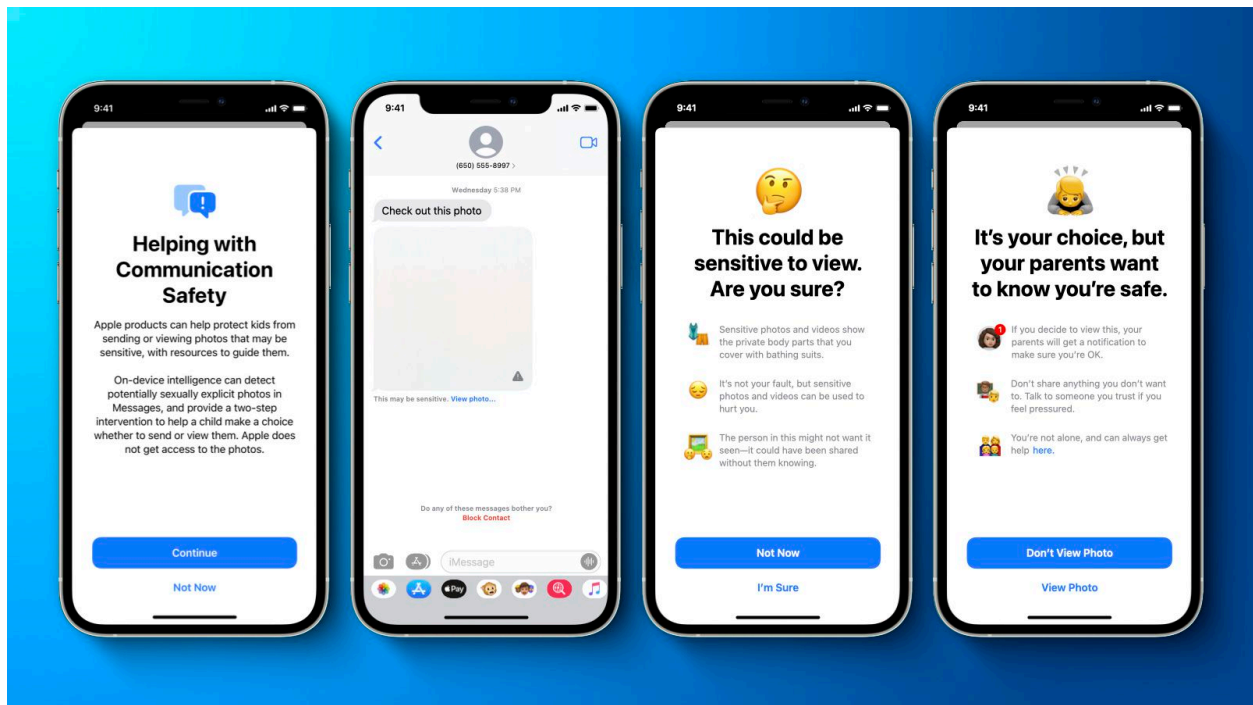 9:41
Helping with
Communication
Safety
Apple products can help protect kids from
sending or viewing photos that may be
sensitive, with resources to guide them.
On-device intelligence can detect
potentially sexually explicit photos in
Messages, and provide a two-step
intervention to help a child make a choice
whether to send or view them. Apple does
not get access to the photos.
Continue
Not Now
9:41
(650) 555-8997 >
Wednesday 5:38 PM
Check out this photo
This may be sensitive. View photo...
Do any of these messages bother you?
Block Contact
iMessage
Pay
9:41
This could be
sensitive to view.
Are you sure?
Sensitive photos and videos show
the private body parts that you
cover with bathing suits.
It's not your fault, but sensitive
photos and videos can be used to
hurt you.
The person in this might not want it
seen—it could have been shared
without them knowing.
Not Now
I'm Sure
9:41
It's your choice, but
your parents want
to know you're safe.
1
If you decide to view this, your
parents will get a notification to
make sure you're OK.
Don't share anything you don't want
to. Talk to someone you trust if you
feel pressured.
You're not alone, and can always get
help here.
Don't View Photo
View Photo